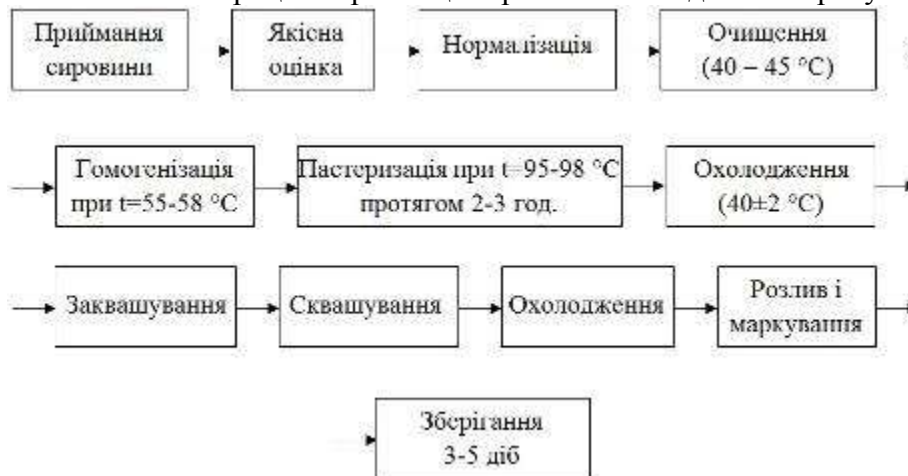 Приймання
сировини
Якісна
оцінка
Нормалізація
Очищення
(40 – 45 °С)
Гомогенізація
при t=55-58 °С
Пастеризація при t=95-98 °С
протягом 2-3 год.
Охолодження
(40±2 °С)
Заквашування
Сквашування
Охолодження
Розлив і
маркування
Зберігання
3-5 діб